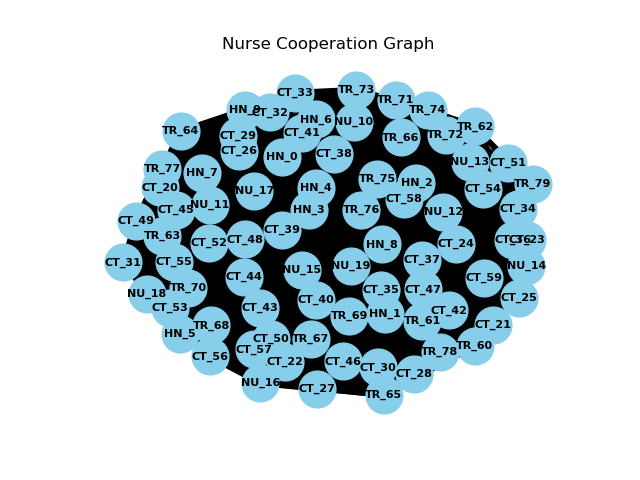 Nurse Cooperation Graph
CT_33
TR_73
TR_71
HN_9
CT_32
TR_74
HN_6
NU_10
TR_62
TR_64
CT_29
CT_41
TR_66
TR_72
CT_26
HN_0
CT_38
NU_13
CT_51
TR_77
HN_7
TR_75
HN_2
TR_79
CT_20
NU_17
HN_4
CT_54
CT_58
CT_45
NU_11
HN_3
TR_76
NU_12
CT_34
CT_49
TR_63
CT_52
CT_48
CT_39
HN_8
CT_24
CT_36
CT_23
CT_31
CT_55
NU_15
NU_19
CT_37
NU_14
CT_44
CT_59
NU_18
TR_70
CT_35
CT_47
CT_25
CT_53
CT_43
CT_40
TR_69
HN_1
CT_42
TR_61
CT_21
HN_5
TR_68
CT_50
TR_67
CT_57
CT_56
CT_22
CT_46
TR_78
TR_60
CT_30
CT_28
NU_16
CT_27
TR_65